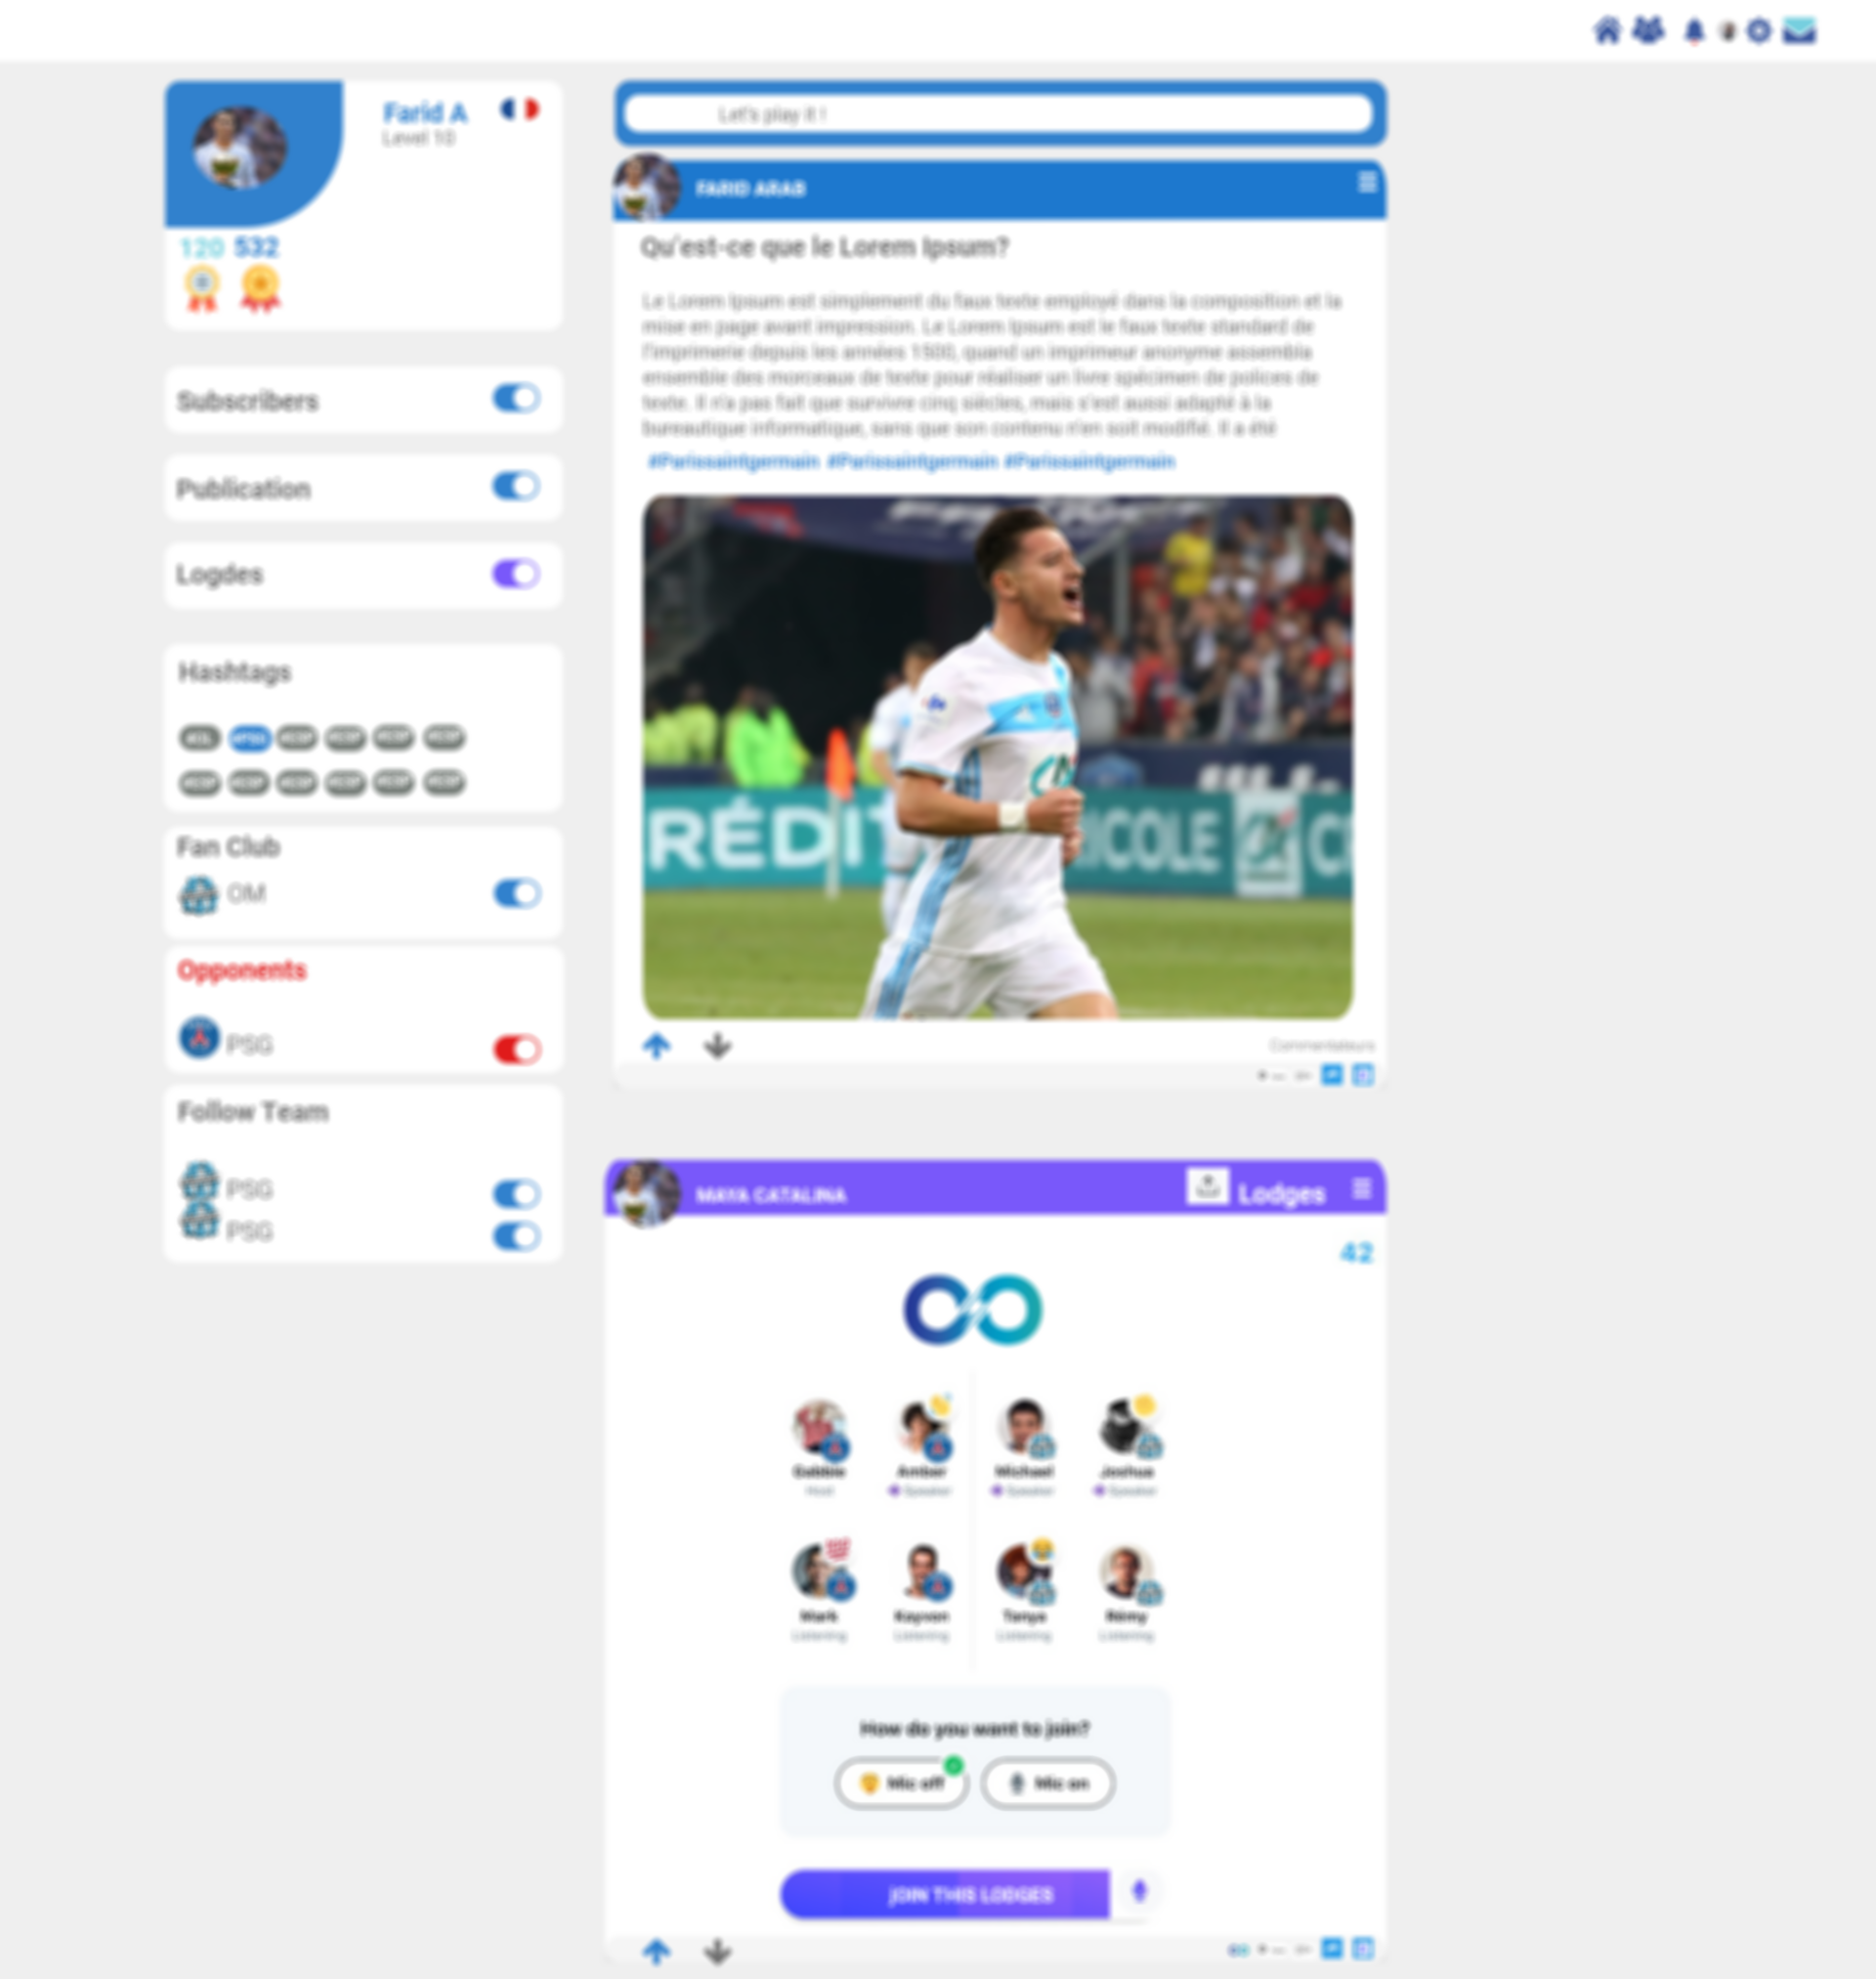 Farid A
Level 10
120 532
Subscribers
Publication
Logdes
Hashtags
#PSG
Fan Club
OM
Opponents
PSG
Follow Team
PSG
PSG
Let's play it !
FARID ARAB
Qu'est-ce que le Lorem Ipsum?
Le Lorem Ipsum est simplement du faux texte employé dans la composition et la
mise en page avant impression. Le Lorem Ipsum est le faux texte standard de
l'imprimerie depuis les années 1500, quand un imprimeur anonyme assembla
ensemble des morceaux de texte pour réaliser un livre spécimen de polices de
texte. Il n'a pas fait que survivre cinq siècles, mais s'est aussi adapté à la
bureautique informatique, sans que son contenu n'en soit modifié. Il a été
#Parissaintgermain #Parissaintgermain #Parissaintgermain
RÉDIT
ICOLE
Commentateurs
MAYA CATALINA
Lodges
42
Gabbie Amber Michael Joshua
Host Speaker Speaker Speaker
Mark Kayvon Tanya Rémy
Listening Listening Listening Listening
How do you want to join?
Mic off
Mic on
jOIN THIS LODGES